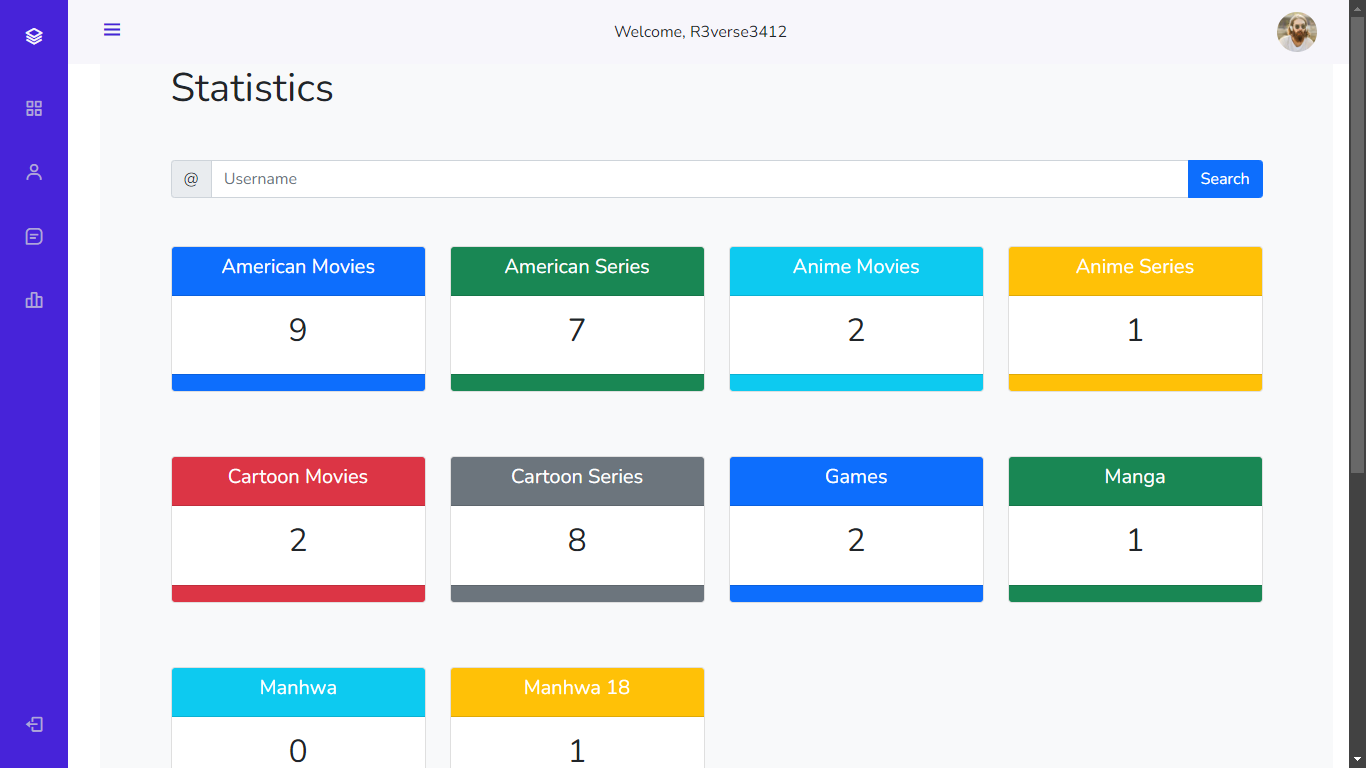 Welcome, R3verse3412
Statistics
@ Username Search
American Movies American Series Anime Movies Anime Series
9 7 2 1
Cartoon Movies Cartoon Series Games Manga
2 8 2 1
Manhwa Manhwa 18
0 1